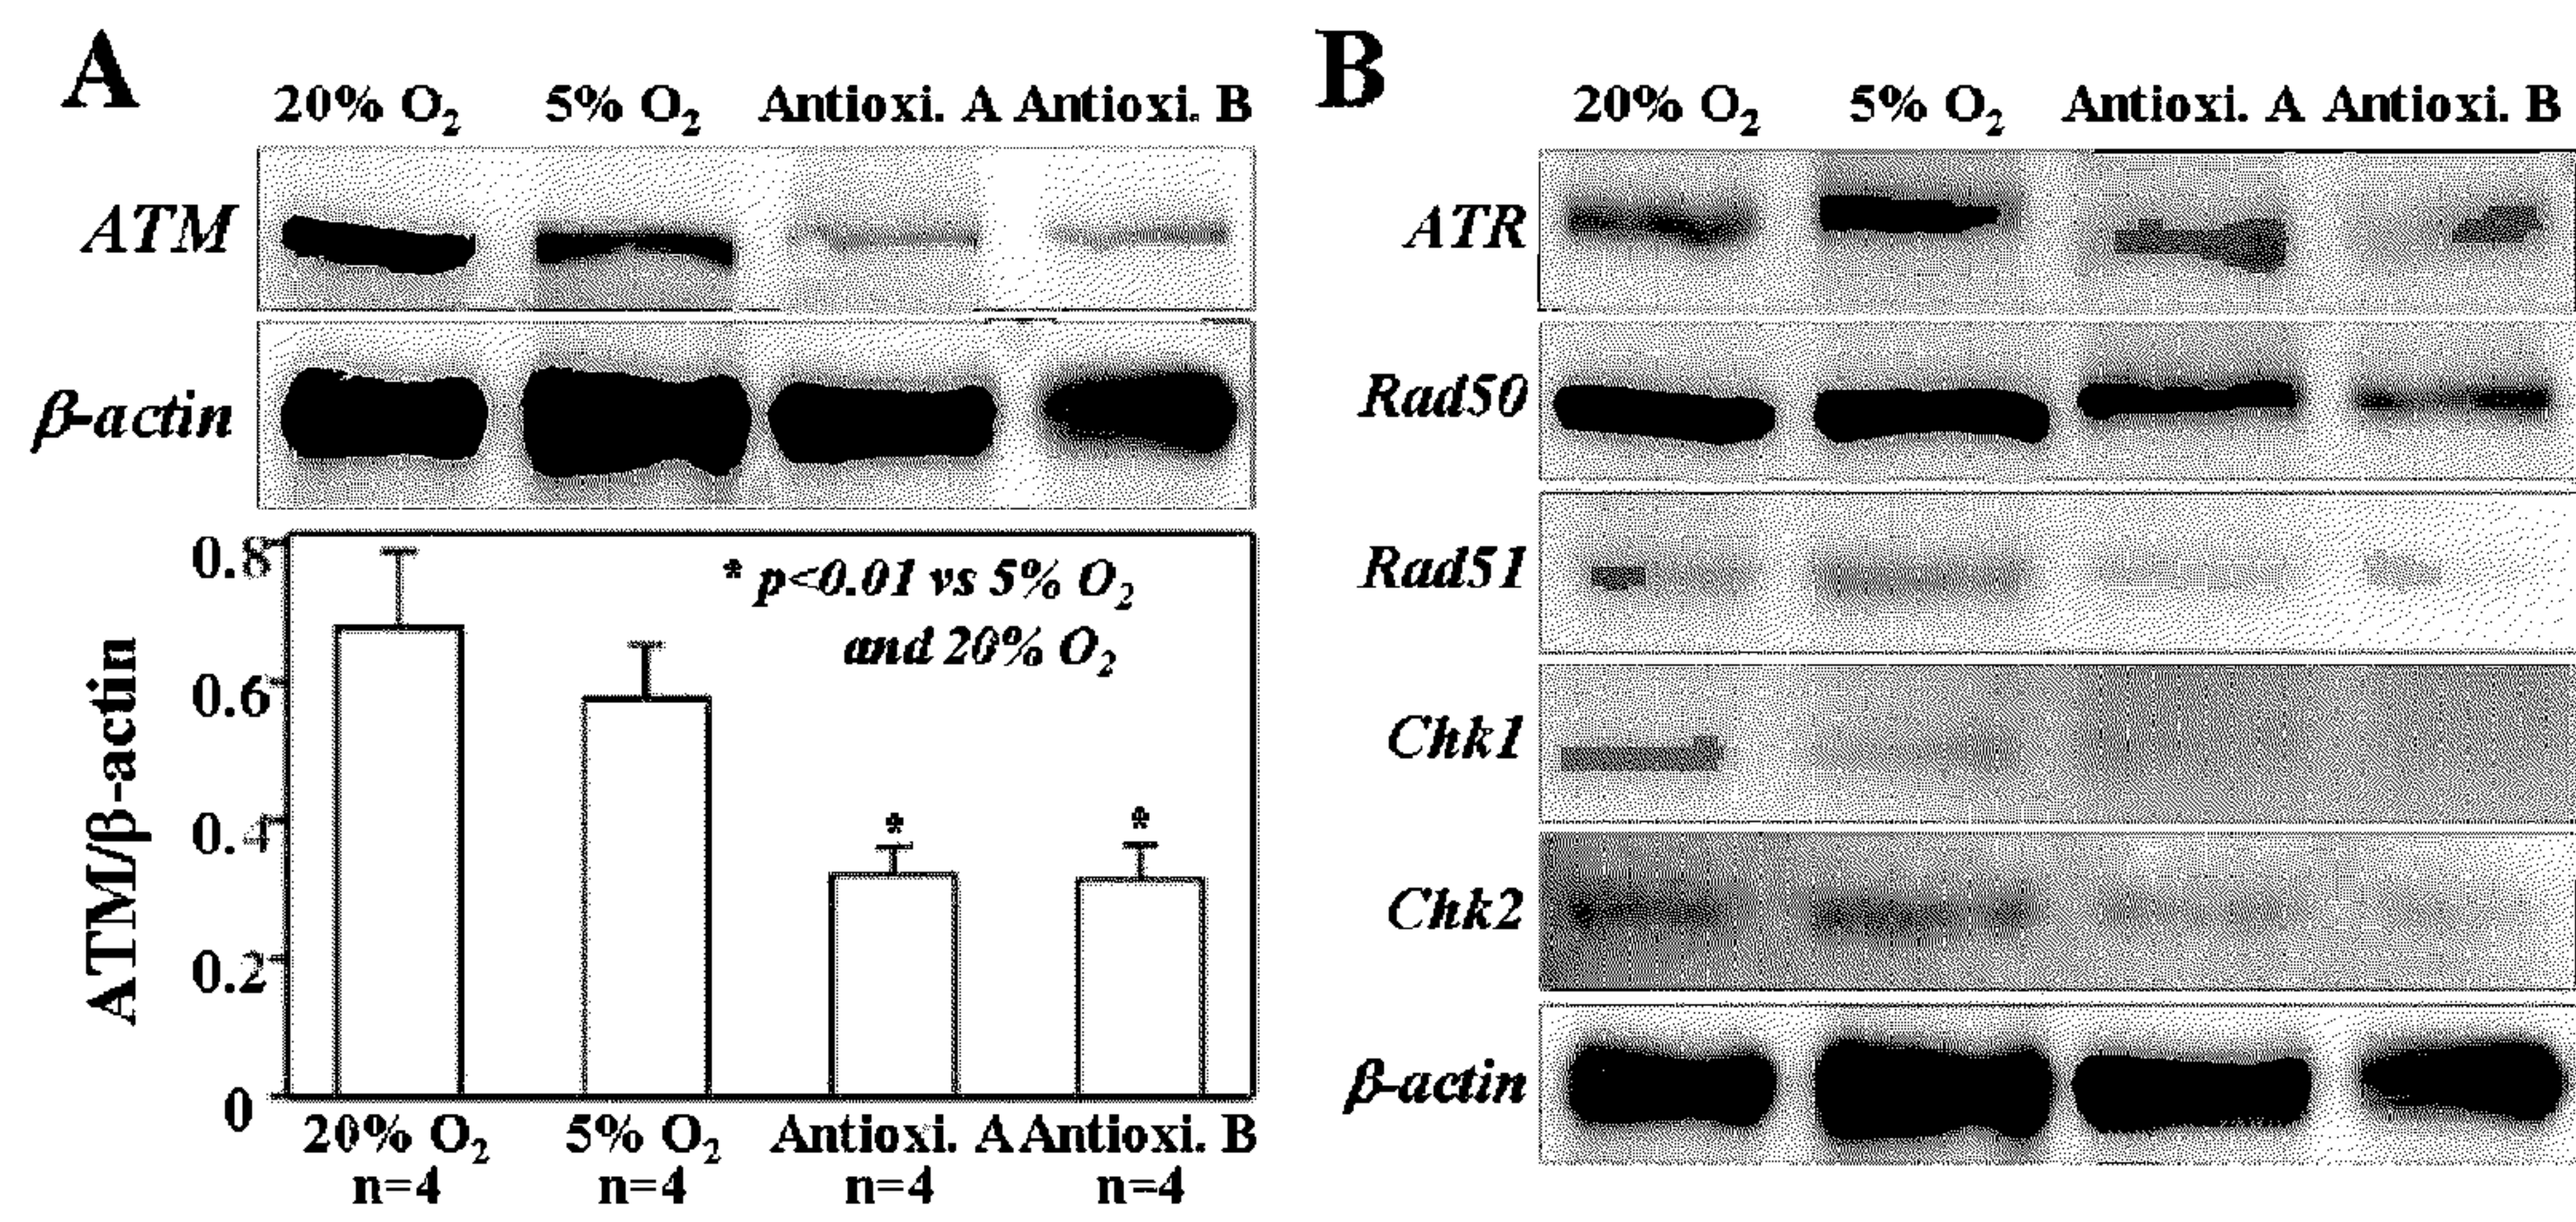 A
20% O₂ 5% O₂ Antioxi. A Antioxi. B
ATM
β-actin
0.8
0.6
0.4
0.2
0
ATM/β-actin
* p<0.01 vs 5% O₂
and 20% O₂
*
*
20% O₂ 5% O₂ Antioxi. A Antioxi. B
n=4 n=4 n=4 n=4
B
20% O₂ 5% O₂ Antioxi. A Antioxi. B
ATR
Rad50
Rad51
Chk1
Chk2
β-actin